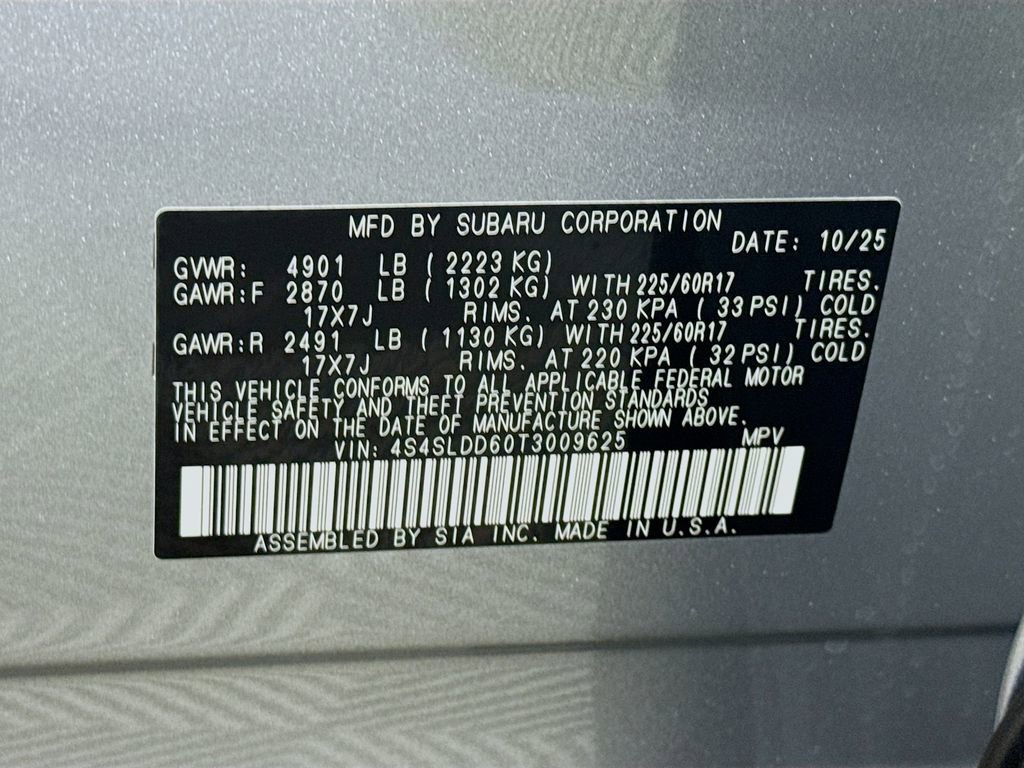 MFD BY SUBARU CORPORATION
DATE: 10/25
GVWR: 4901 LB (2223 KG)
GAWR:F 2870 LB (1302 KG) WITH 225/60R17 TIRES.
17X7J RIMS. AT 230 KPA (33 PSI) COLD
GAWR:R 2491 LB (1130 KG) WITH 225/60R17 TIRES.
17X7J RIMS. AT 220 KPA (32 PSI) COLD
THIS VEHICLE CONFORMS TO ALL APPLICABLE FEDERAL MOTOR
VEHICLE SAFETY AND THEFT PREVENTION STANDARDS
IN EFFECT ON THE DATE OF MANUFACTURE SHOWN ABOVE.
VIN: 4S4SLDD60T3009625 MPV
ASSEMBLED BY SIA INC. MADE IN U.S.A.